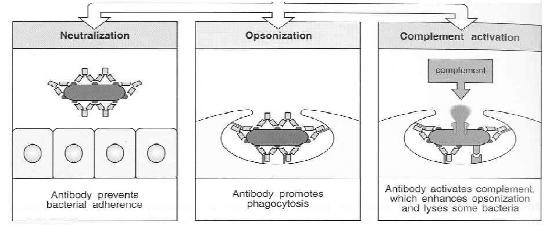 Neutralization
Opsonization
Complement activation
complement
Antibody prevents
bacterial adherence
Antibody promotes
phagocytosis
Antibody activates complement,
which enhances opsonization
and lyses some bacteria